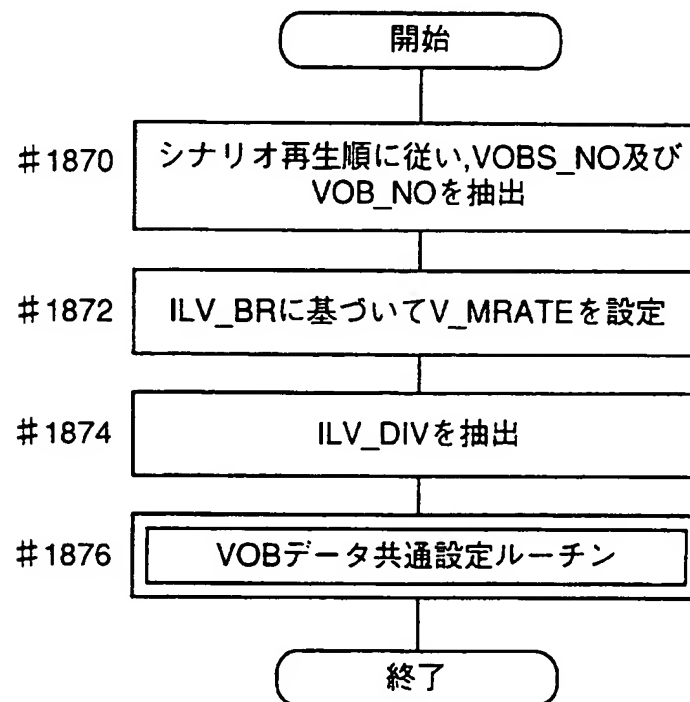 開始
#1870
シナリオ再生順に従い,VOBS_NO及び
VOB_NOを抽出
#1872
ILV_BRに基づいてV_MRATEを設定
#1874
ILV_DIVを抽出
#1876
VOBデータ共通設定ルーチン
終了